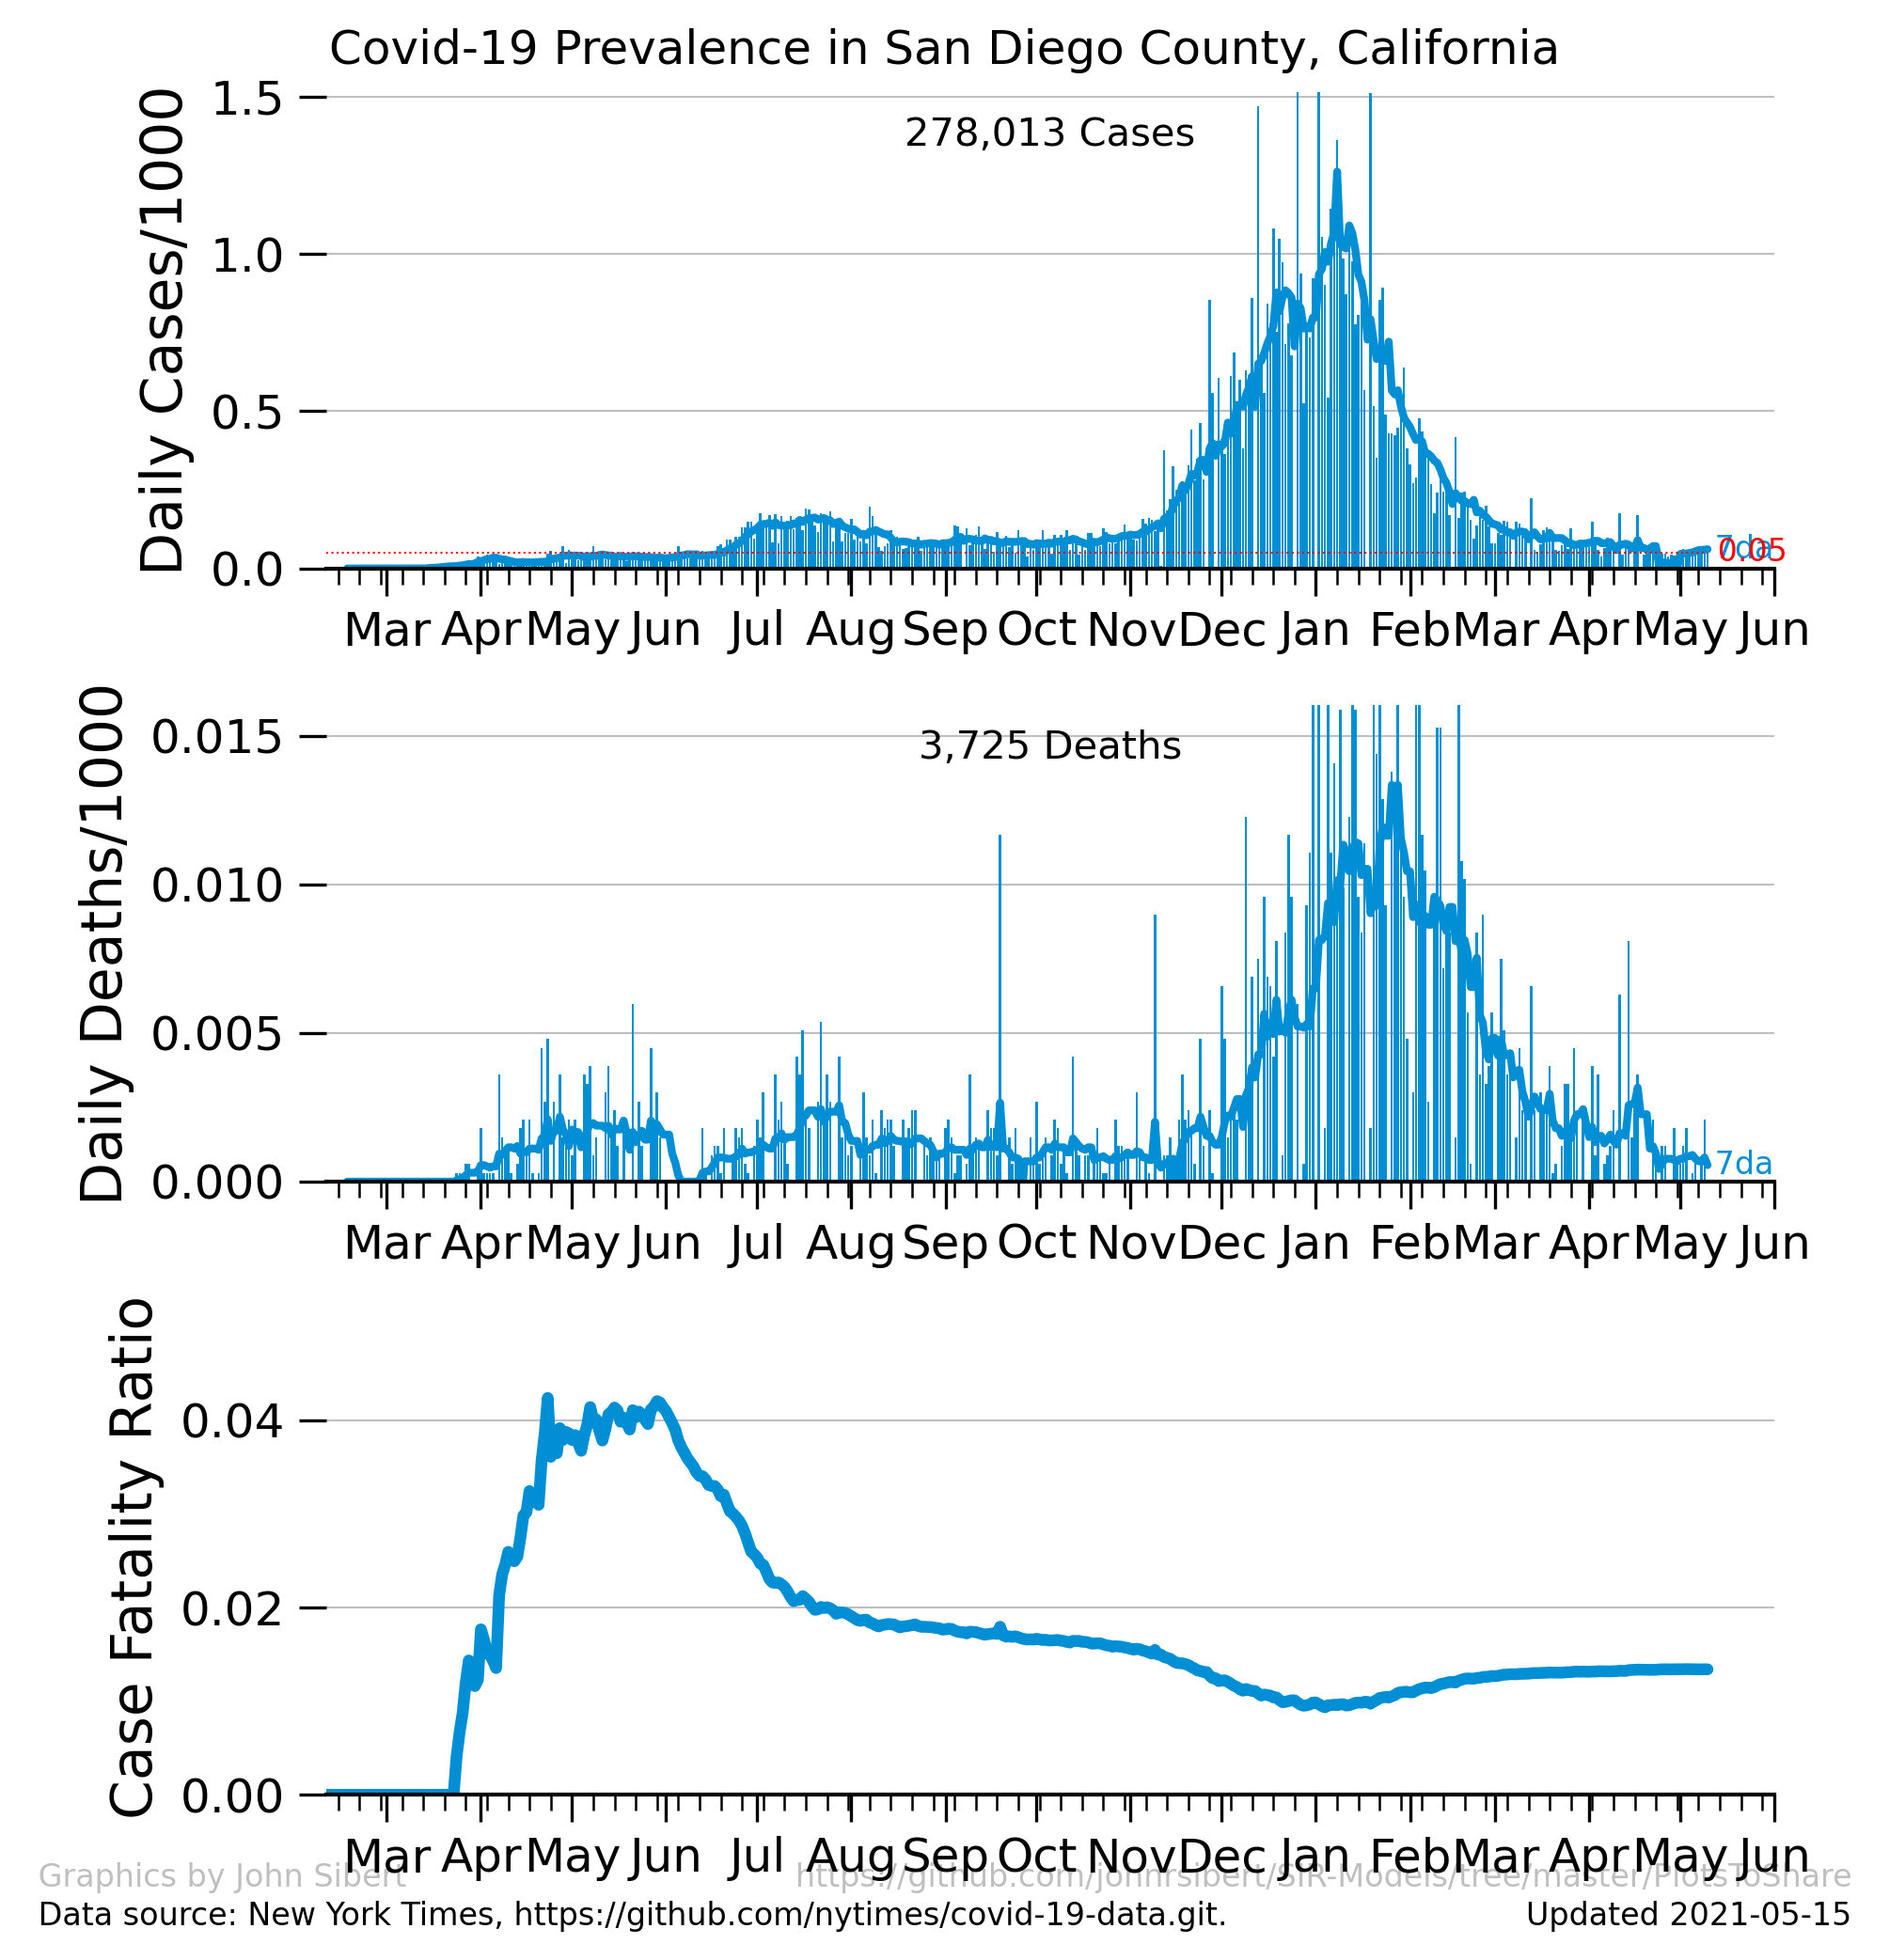 Covid-19 Prevalence in San Diego County, California
Daily Cases/1000
1.5
1.0
0.5
0.0
278,013 Cases
7da
0.05
Mar Apr May Jun Jul Aug Sep Oct Nov Dec Jan Feb Mar Apr May Jun
Daily Deaths/1000
0.015
0.010
0.005
0.000
3,725 Deaths
7da
Mar Apr May Jun Jul Aug Sep Oct Nov Dec Jan Feb Mar Apr May Jun
Case Fatality Ratio
0.04
0.02
0.00
Mar Apr May Jun Jul Aug Sep Oct Nov Dec Jan Feb Mar Apr May Jun
Graphics by John Sibert https://github.com/johnrsibert/SIR-Models/tree/master/PlotsToShare
Data source: New York Times, https://github.com/nytimes/covid-19-data.git. Updated 2021-05-15